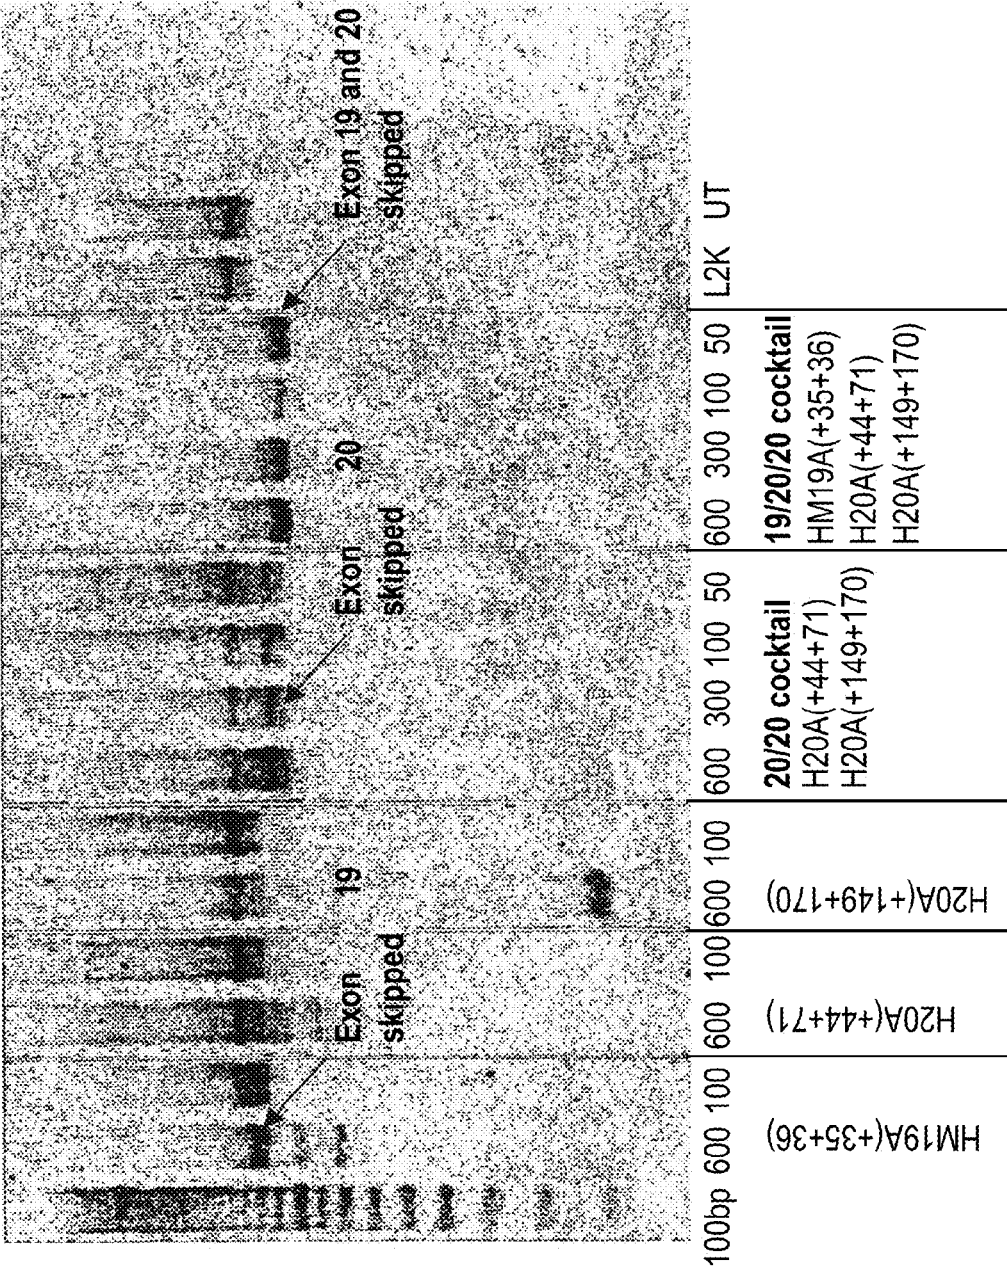 Exon 19
skipped
Exon 20
skipped
Exon 19 and 20
skipped
100bp 600 100 600 100 600 100 600 300 100 50 600 300 100 50 L2K UT
HM19A(+35+36)
H20A(+44+71)
H20A(+149+170)
20/20 cocktail
H20A(+44+71)
H20A(+149+170)
19/20/20 cocktail
HM19A(+35+36)
H20A(+44+71)
H20A(+149+170)